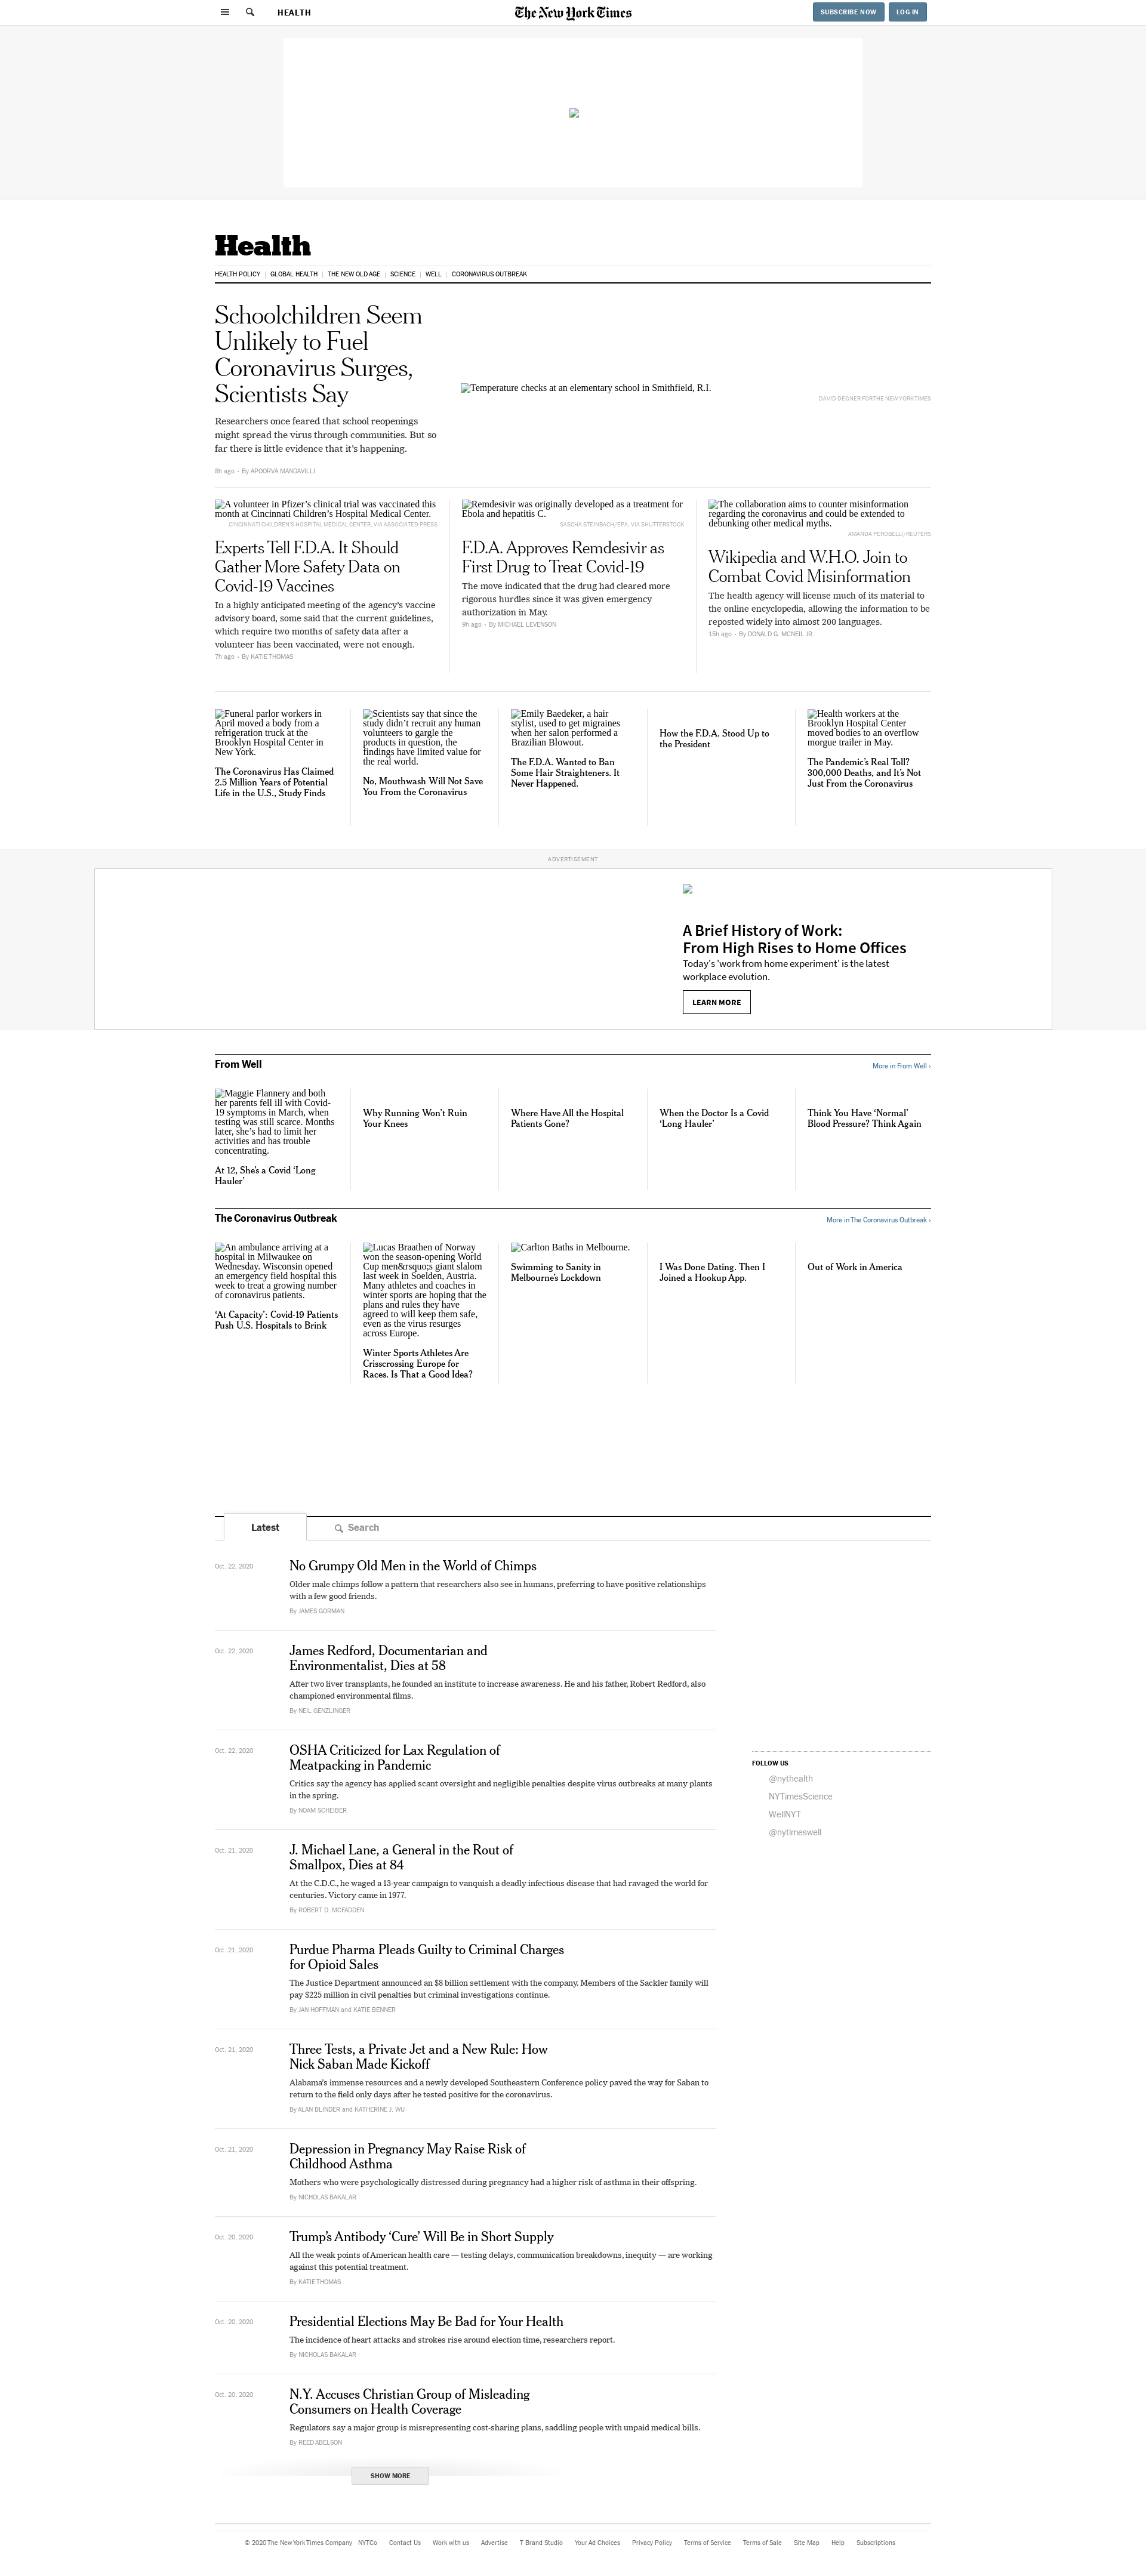 HEALTH
The New York Times
SUBSCRIBE NOW
LOG IN
Health
HEALTH POLICY
GLOBAL HEALTH
THE NEW OLD AGE
SCIENCE
WELL
CORONAVIRUS OUTBREAK
Schoolchildren Seem
Unlikely to Fuel
Coronavirus Surges,
Scientists Say
Researchers once feared that school reopenings
might spread the virus through communities. But so
far there is little evidence that it's happening.
8h ago - By APOORVA MANDAVILLI
Temperature checks at an elementary school in Smithfield, R.I.
DAVID DEGNER FOR THE NEW YORK TIMES
A volunteer in Pfizer's clinical trial was vaccinated this
month at Cincinnati Children's Hospital Medical Center.
CINCINNATI CHILDREN'S HOSPITAL MEDICAL CENTER, VIA ASSOCIATED PRESS
Experts Tell F.D.A. It Should
Gather More Safety Data on
Covid-19 Vaccines
In a highly anticipated meeting of the agency's vaccine
advisory board, some said that the current guidelines,
which require two months of safety data after a
volunteer has been vaccinated, were not enough.
7h ago - By KATIE THOMAS
Remdesivir was originally developed as a treatment for
Ebola and hepatitis C.
SASCHA STEINBACH/EPA, VIA SHUTTERSTOCK
F.D.A. Approves Remdesivir as
First Drug to Treat Covid-19
The move indicated that the drug had cleared more
rigorous hurdles since it was given emergency
authorization in May.
9h ago - By MICHAEL LEVENSON
The collaboration aims to counter misinformation
regarding the coronavirus and could be extended to
debunking other medical myths.
AMANDA PEROBELLI/REUTERS
Wikipedia and W.H.O. Join to
Combat Covid Misinformation
The health agency will license much of its material to
the online encyclopedia, allowing the information to be
reposted widely into almost 200 languages.
15h ago - By DONALD G. MCNEIL JR.
Funeral parlor workers in
April moved a body from a
refrigeration truck at the
Brooklyn Hospital Center in
New York.
The Coronavirus Has Claimed
2.5 Million Years of Potential
Life in the U.S., Study Finds
Scientists say that since the
study didn't recruit any human
volunteers to gargle the
products in question, the
findings have limited value for
the real world.
No, Mouthwash Will Not Save
You From the Coronavirus
Emily Baedeker, a hair
stylist, used to get migraines
when her salon performed a
Brazilian Blowout.
The F.D.A. Wanted to Ban
Some Hair Straighteners. It
Never Happened.
How the F.D.A. Stood Up to
the President
Health workers at the
Brooklyn Hospital Center
moved bodies to an overflow
morgue trailer in May.
The Pandemic's Real Toll?
300,000 Deaths, and It's Not
Just From the Coronavirus
ADVERTISEMENT
A Brief History of Work:
From High Rises to Home Offices
Today's 'work from home experiment' is the latest
workplace evolution.
LEARN MORE
From Well
More in From Well ›
Maggie Flannery and both
her parents fell ill with Covid-
19 symptoms in March, when
testing was still scarce. Months
later, she's had to limit her
activities and has trouble
concentrating.
At 12, She's a Covid 'Long
Hauler'
Why Running Won't Ruin
Your Knees
Where Have All the Hospital
Patients Gone?
When the Doctor Is a Covid
'Long Hauler'
Think You Have 'Normal'
Blood Pressure? Think Again
The Coronavirus Outbreak
More in The Coronavirus Outbreak ›
An ambulance arriving at a
hospital in Milwaukee on
Wednesday. Wisconsin opened
an emergency field hospital this
week to treat a growing number
of coronavirus patients.
'At Capacity': Covid-19 Patients
Push U.S. Hospitals to Brink
Lucas Braathen of Norway
won the season-opening World
Cup men&rsquo;s giant slalom
last week in Soelden, Austria.
Many athletes and coaches in
winter sports are hoping that the
plans and rules they have
agreed to will keep them safe,
even as the virus resurges
across Europe.
Winter Sports Athletes Are
Crisscrossing Europe for
Races. Is That a Good Idea?
Carlton Baths in Melbourne.
Swimming to Sanity in
Melbourne's Lockdown
I Was Done Dating. Then I
Joined a Hookup App.
Out of Work in America
Latest
Search
Oct. 22, 2020
No Grumpy Old Men in the World of Chimps
Older male chimps follow a pattern that researchers also see in humans, preferring to have positive relationships
with a few good friends.
By JAMES GORMAN
Oct. 22, 2020
James Redford, Documentarian and
Environmentalist, Dies at 58
After two liver transplants, he founded an institute to increase awareness. He and his father, Robert Redford, also
championed environmental films.
By NEIL GENZLINGER
Oct. 22, 2020
OSHA Criticized for Lax Regulation of
Meatpacking in Pandemic
Critics say the agency has applied scant oversight and negligible penalties despite virus outbreaks at many plants
in the spring.
By NOAM SCHEIBER
FOLLOW US
@nythealth
NYTimesScience
WellNYT
@nytimeswell
Oct. 21, 2020
J. Michael Lane, a General in the Rout of
Smallpox, Dies at 84
At the C.D.C., he waged a 13-year campaign to vanquish a deadly infectious disease that had ravaged the world for
centuries. Victory came in 1977.
By ROBERT D. MCFADDEN
Oct. 21, 2020
Purdue Pharma Pleads Guilty to Criminal Charges
for Opioid Sales
The Justice Department announced an $8 billion settlement with the company. Members of the Sackler family will
pay $225 million in civil penalties but criminal investigations continue.
By JAN HOFFMAN and KATIE BENNER
Oct. 21, 2020
Three Tests, a Private Jet and a New Rule: How
Nick Saban Made Kickoff
Alabama's immense resources and a newly developed Southeastern Conference policy paved the way for Saban to
return to the field only days after he tested positive for the coronavirus.
By ALAN BLINDER and KATHERINE J. WU
Oct. 21, 2020
Depression in Pregnancy May Raise Risk of
Childhood Asthma
Mothers who were psychologically distressed during pregnancy had a higher risk of asthma in their offspring.
By NICHOLAS BAKALAR
Oct. 20, 2020
Trump's Antibody 'Cure' Will Be in Short Supply
All the weak points of American health care — testing delays, communication breakdowns, inequity — are working
against this potential treatment.
By KATIE THOMAS
Oct. 20, 2020
Presidential Elections May Be Bad for Your Health
The incidence of heart attacks and strokes rise around election time, researchers report.
By NICHOLAS BAKALAR
Oct. 20, 2020
N.Y. Accuses Christian Group of Misleading
Consumers on Health Coverage
Regulators say a major group is misrepresenting cost-sharing plans, saddling people with unpaid medical bills.
By REED ABELSON
SHOW MORE
© 2020 The New York Times Company
NYTCo
Contact Us
Work with us
Advertise
T Brand Studio
Your Ad Choices
Privacy Policy
Terms of Service
Terms of Sale
Site Map
Help
Subscriptions